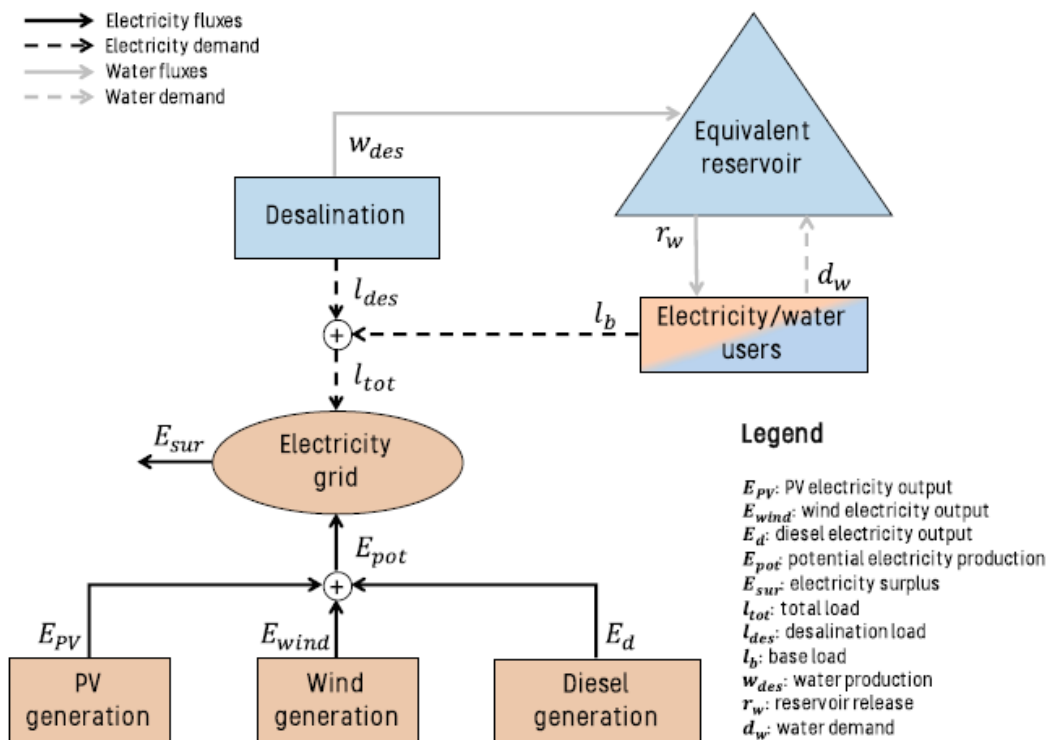 Electricity fluxes
Electricity demand
Water fluxes
Water demand
w_des
Equivalent
reservoir
Desalination
r_w
d_w
l_des
l_b
Electricity/water
users
+
l_tot
E_sur
Electricity
grid
E_pot
+
E_PV
E_wind
E_d
PV
generation
Wind
generation
Diesel
generation
Legend
E_PV: PV electricity output
E_wind: wind electricity output
E_d: diesel electricity output
E_pot: potential electricity production
E_sur: electricity surplus
l_tot: total load
l_des: desalination load
l_b: base load
w_des: water production
r_w: reservoir release
d_w: water demand